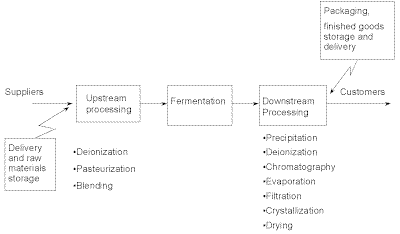 Packaging,
finished goods
storage and
delivery
Suppliers
Upstream
processing
Fermentation
Downstream
Processing
Customers
Delivery
and raw
materials
storage
•Deionization
•Pasteurization
•Blending
•Precipitation
•Deionization
•Chromatography
•Evaporation
•Filtration
•Crystallization
•Drying